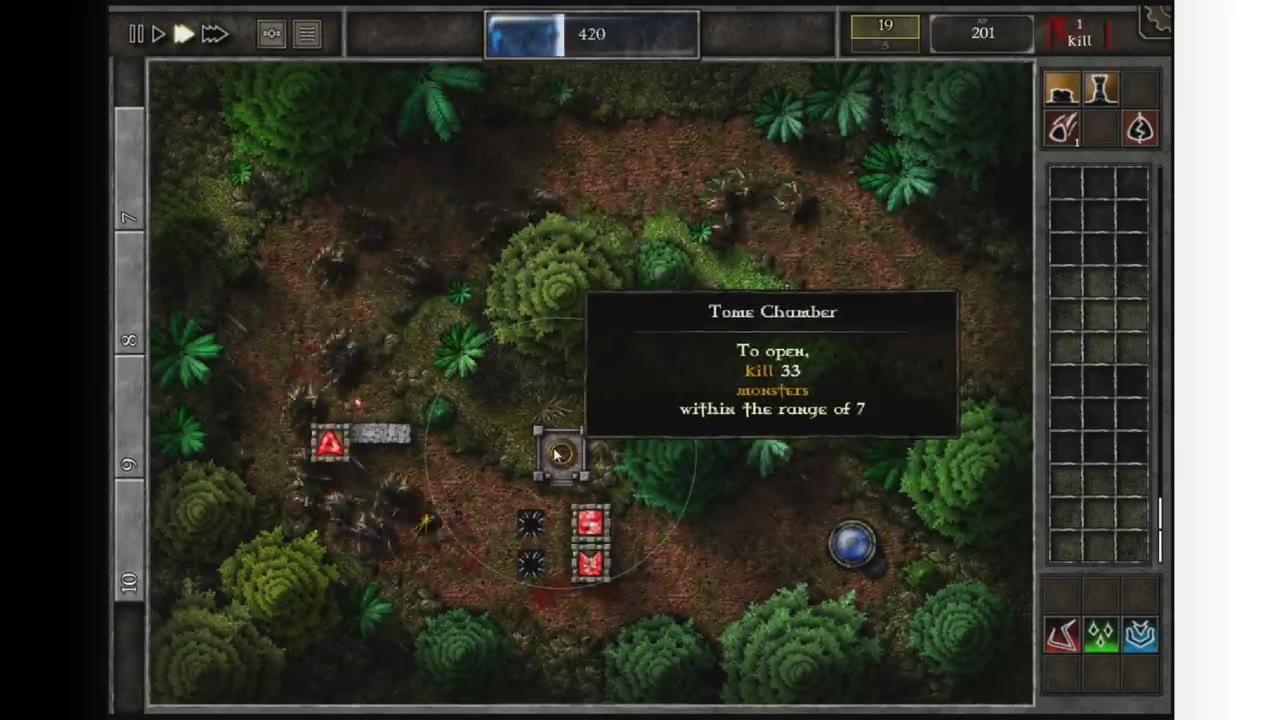 420
19
5
XP
201
1
kill
Tome Chamber
To open,
kill 33
monsters
within the range of 7
7
8
9
10
1